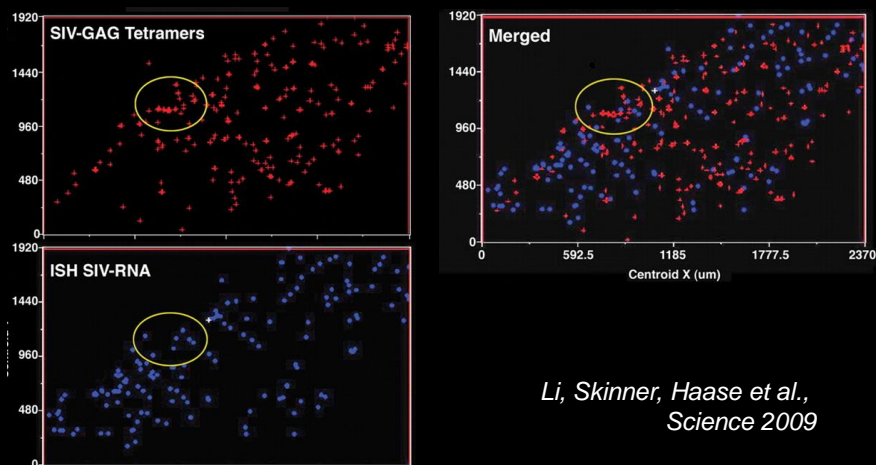 1920
SIV-GAG Tetramers
1440
960
480
0
1920
ISH SIV-RNA
1440
960
480
0
1920
Merged
1440
960
480
0
0 592.5 1185 1777.5 2370
Centroid X (um)
Li, Skinner, Haase et al.,
Science 2009